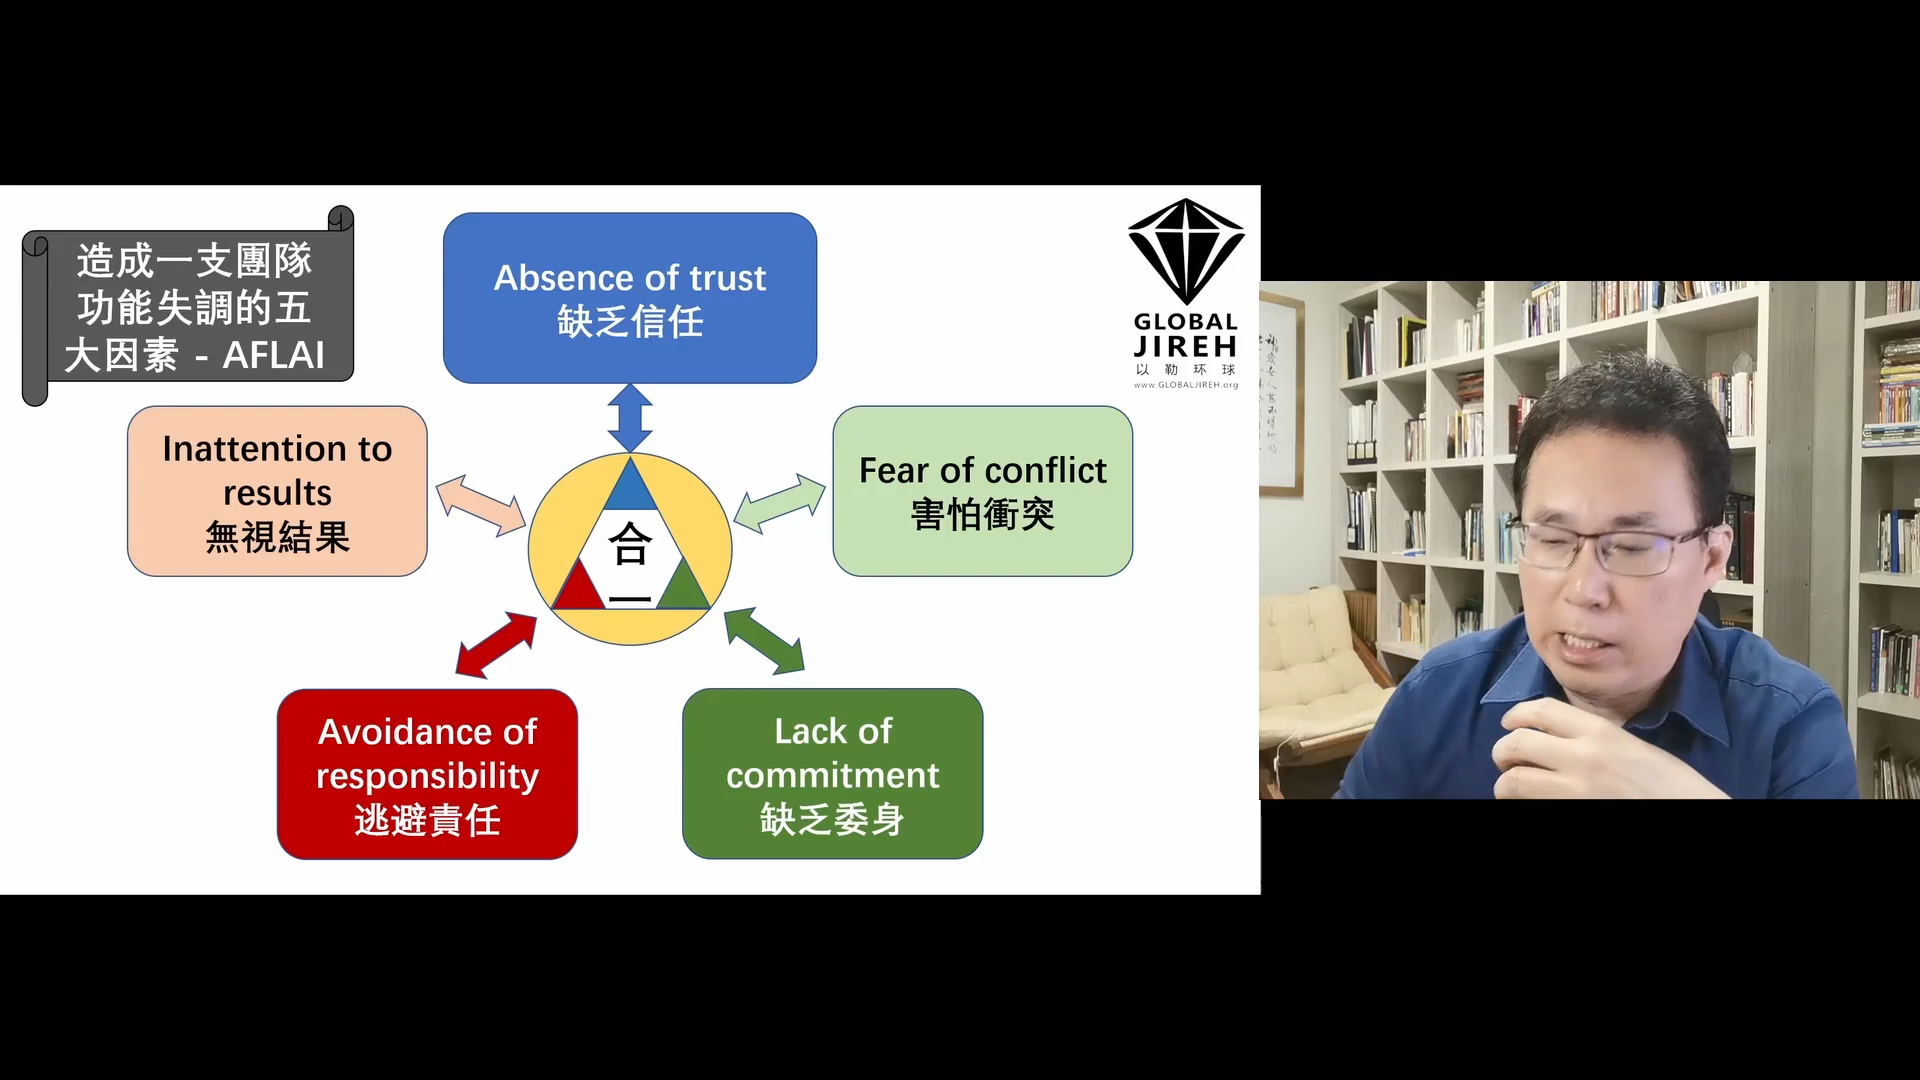 造成一支團隊
功能失調的五
大因素 - AFLAI
Absence of trust
缺乏信任
GLOBAL
JIREH
以勒环球
www.GLOBALJIREH.org
Inattention to
results
無視結果
Fear of conflict
害怕衝突
合
一
Avoidance of
responsibility
逃避責任
Lack of
commitment
缺乏委身